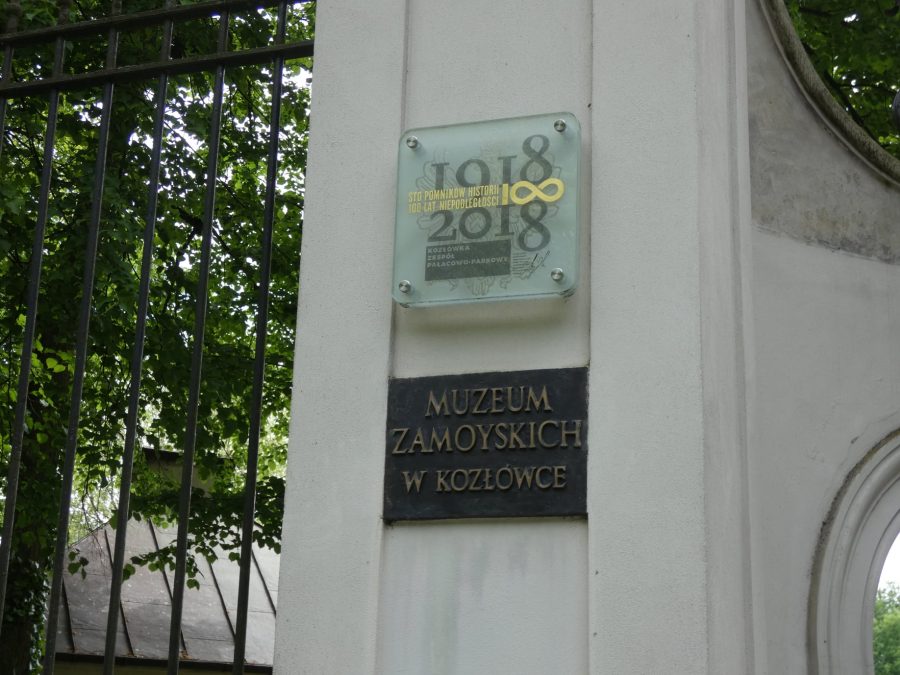 1918
STO POMNIKÓW HISTORII
100 LAT NIEPODLEGŁOŚCI
100
2018
KOZŁÓWKA
ZESPÓŁ
PAŁACOWO-PARKOWY
MUZEUM
ZAMOYSKICH
W KOZŁÓWCE